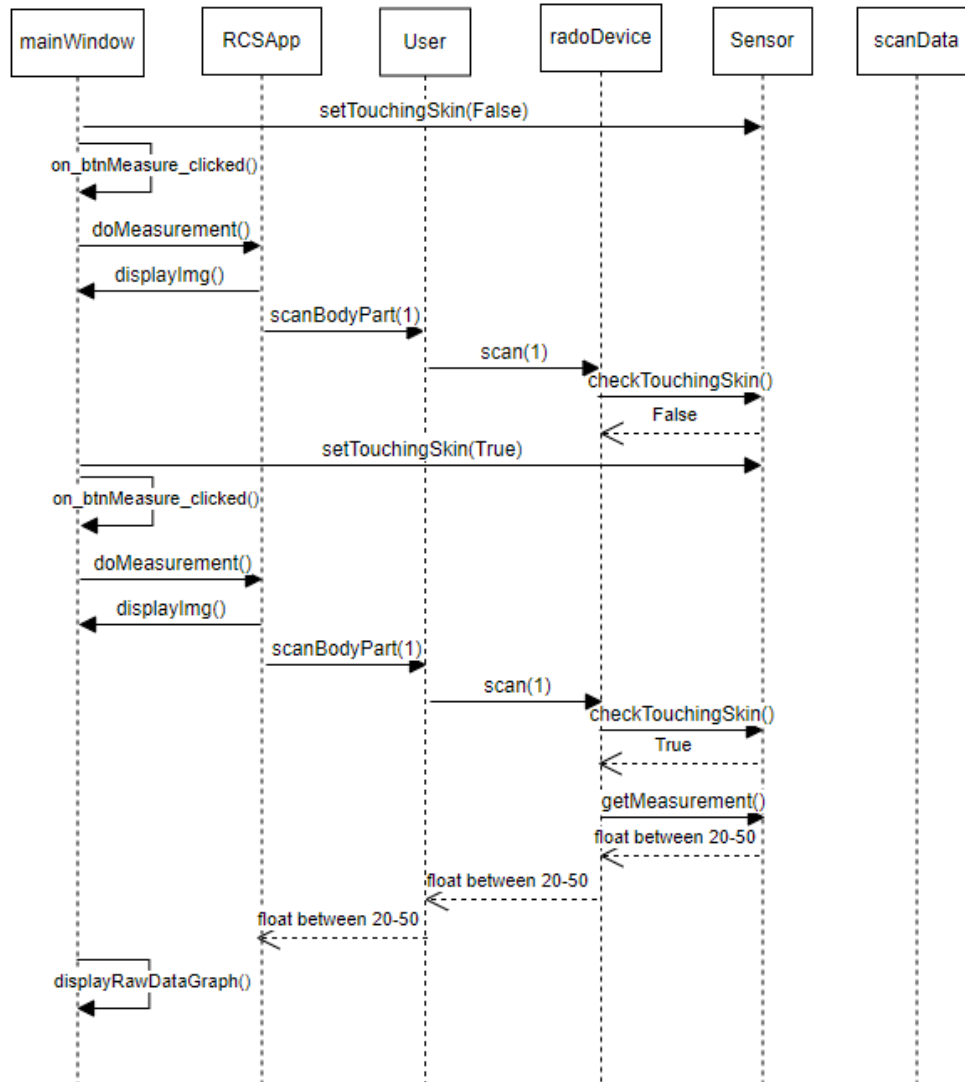 mainWindow
RCSApp
User
radoDevice
Sensor
scanData
setTouchingSkin(False)
on_btnMeasure_clicked()
doMeasurement()
displayImg()
scanBodyPart(1)
scan(1)
checkTouchingSkin()
False
setTouchingSkin(True)
on_btnMeasure_clicked()
doMeasurement()
displayImg()
scanBodyPart(1)
scan(1)
checkTouchingSkin()
True
getMeasurement()
float between 20-50
float between 20-50
float between 20-50
displayRawDataGraph()